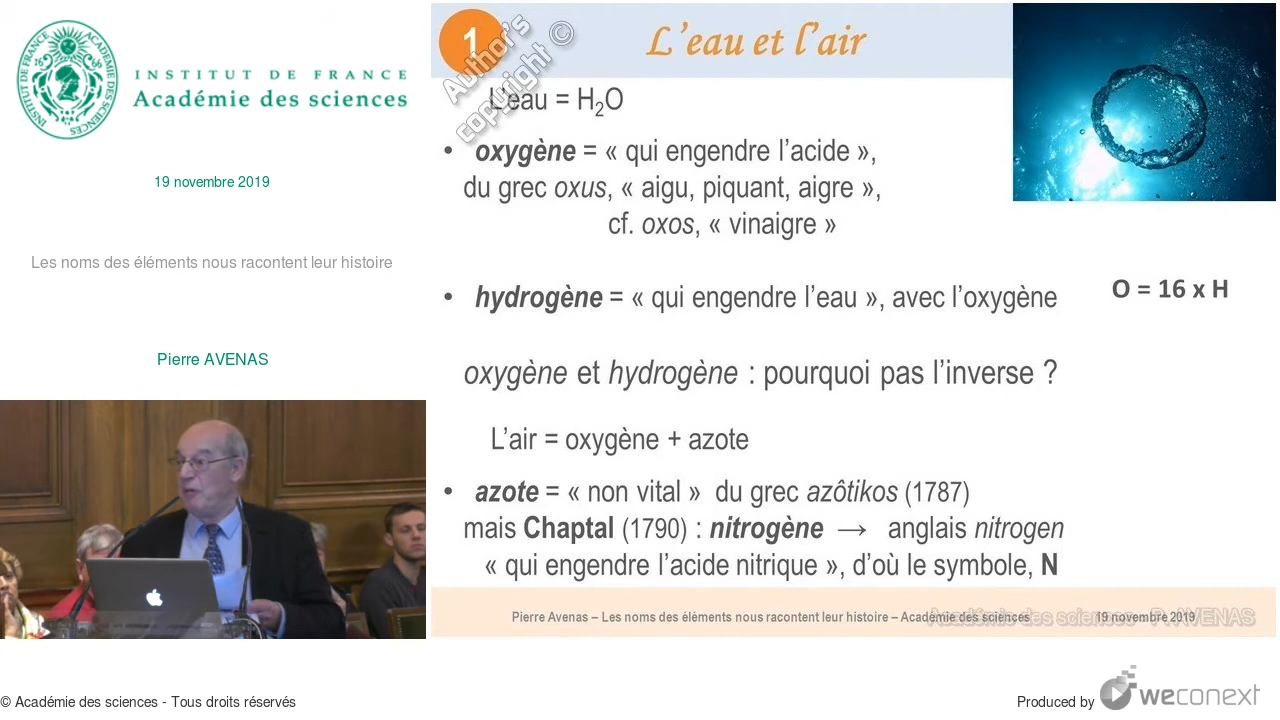 INSTITUT DE FRANCE
Académie des sciences
19 novembre 2019
Les noms des éléments nous racontent leur histoire
Pierre AVENAS
1
L'eau et l'air
Author's
copyright ©
L'eau = H₂O
• oxygène = « qui engendre l'acide »,
du grec oxus, « aigu, piquant, aigre »,
cf. oxos, « vinaigre »
• hydrogène = « qui engendre l'eau », avec l'oxygène
O = 16 x H
oxygène et hydrogène : pourquoi pas l'inverse ?
L'air = oxygène + azote
• azote = « non vital » du grec azôtikos (1787)
mais Chaptal (1790) : nitrogène → anglais nitrogen
« qui engendre l'acide nitrique », d'où le symbole, N
Pierre Avenas – Les noms des élèments nous racontent leur histoire – Académie des sciences 19 novembre 2019
Académie des sciences - P. AVENAS
© Académie des sciences - Tous droits réservés
Produced by weconext